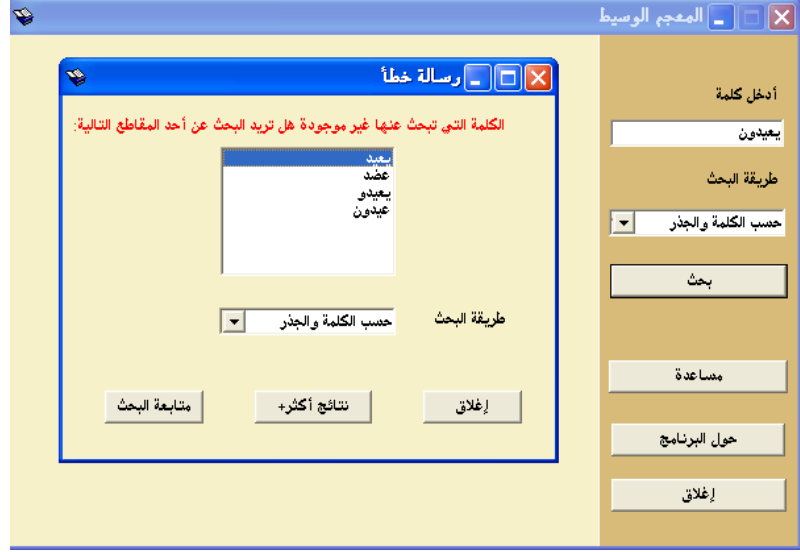 المعجم الوسيط
أدخل كلمة
يعيدون
طريقة البحث
حسب الكلمة والجذر
بحث
مساعدة
حول البرنامج
إغلاق
رسالة خطأ
الكلمة التي تبحث عنها غير موجودة هل تريد البحث عن أحد المقاطع التالية:
يعيد
عضد
يعيدو
عيدون
طريقة البحث
حسب الكلمة والجذر
إغلاق
نتائج أكثر+
متابعة البحث